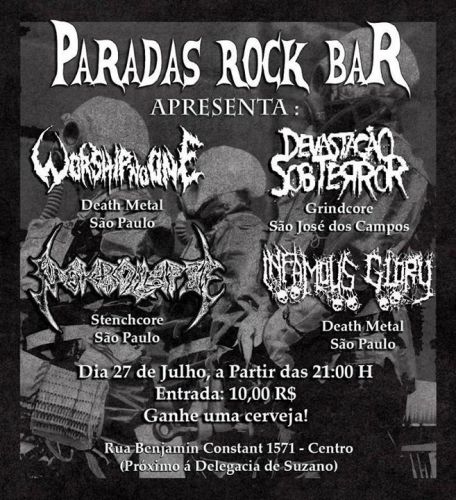 PARADAS ROCK BAR
APRESENTA :
WORSHIP NO ONE
Death Metal
São Paulo
DEVASTAÇÃO
SOB TERROR
Grindcore
São José dos Campos
Stenchcore
São Paulo
INFAMOUS GLORY
Death Metal
São Paulo
Dia 27 de Julho, a Partir das 21:00 H
Entrada: 10,00 R$
Ganhe uma cerveja!
Rua Benjamin Constant 1571 - Centro
(Próximo á Delegacia de Suzano)